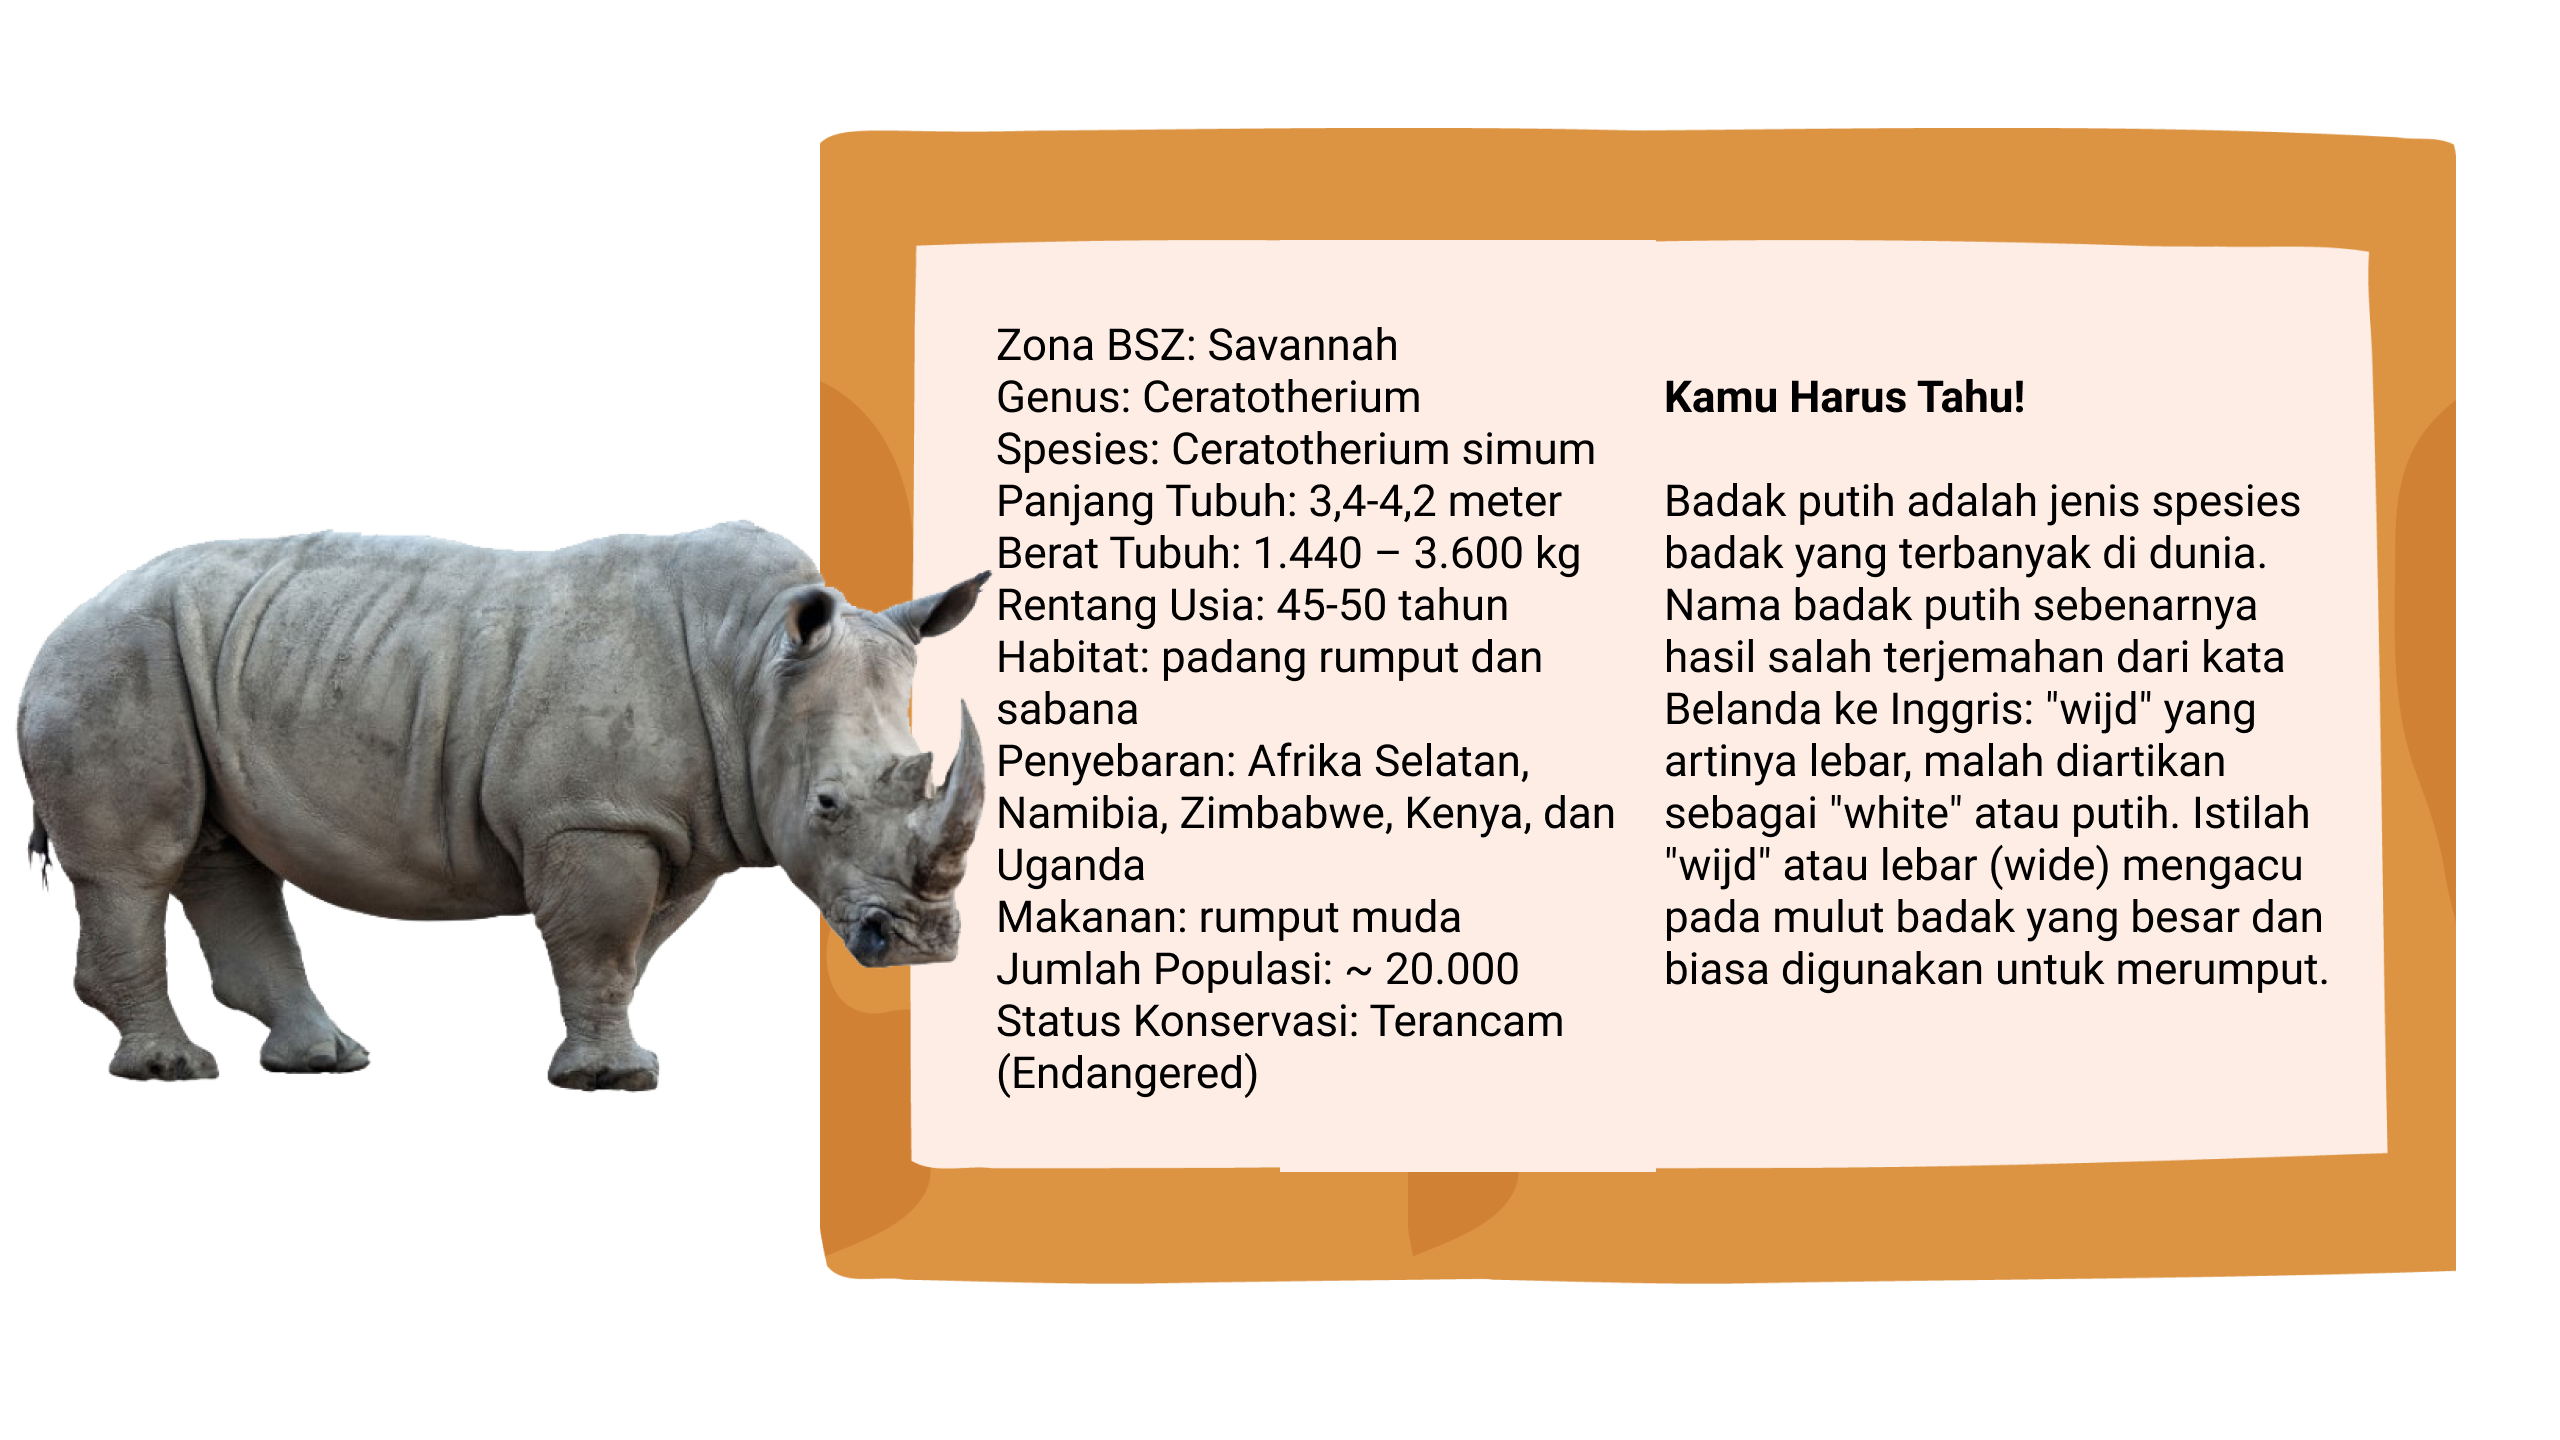 Zona BSZ: Savannah
Genus: Ceratotherium
Spesies: Ceratotherium simum
Panjang Tubuh: 3,4-4,2 meter
Berat Tubuh: 1.440 – 3.600 kg
Rentang Usia: 45-50 tahun
Habitat: padang rumput dan
sabana
Penyebaran: Afrika Selatan,
Namibia, Zimbabwe, Kenya, dan
Uganda
Makanan: rumput muda
Jumlah Populasi: ~ 20.000
Status Konservasi: Terancam
(Endangered)
Kamu Harus Tahu!
Badak putih adalah jenis spesies
badak yang terbanyak di dunia.
Nama badak putih sebenarnya
hasil salah terjemahan dari kata
Belanda ke Inggris: "wijd" yang
artinya lebar, malah diartikan
sebagai "white" atau putih. Istilah
"wijd" atau lebar (wide) mengacu
pada mulut badak yang besar dan
biasa digunakan untuk merumput.